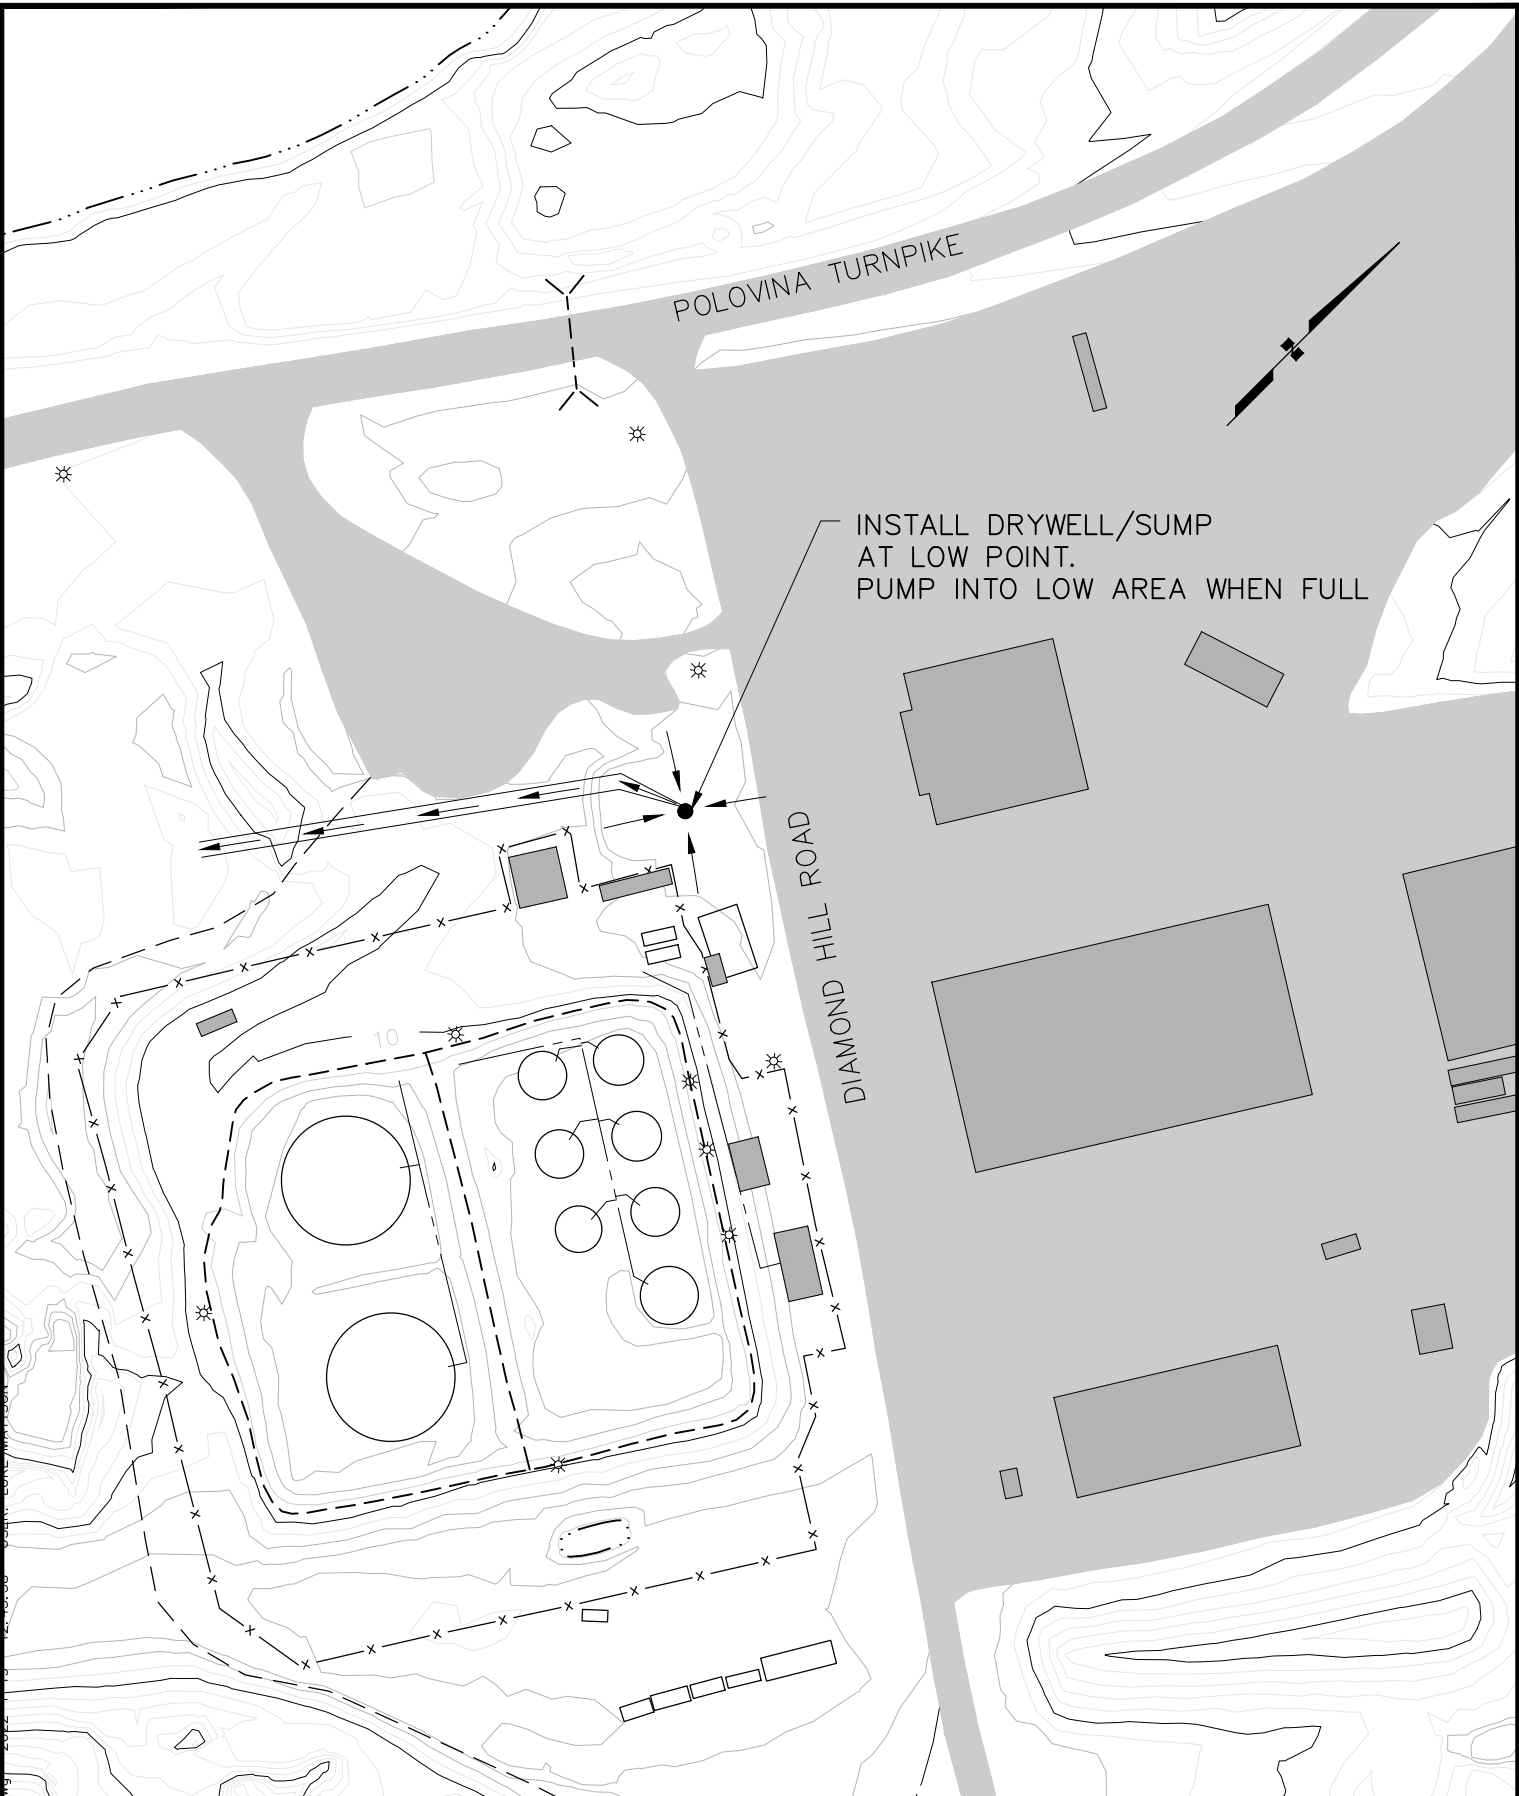 POLOVINA TURNPIKE
INSTALL DRYWELL/SUMP
AT LOW POINT.
PUMP INTO LOW AREA WHEN FULL
DIAMOND HILL ROAD
10